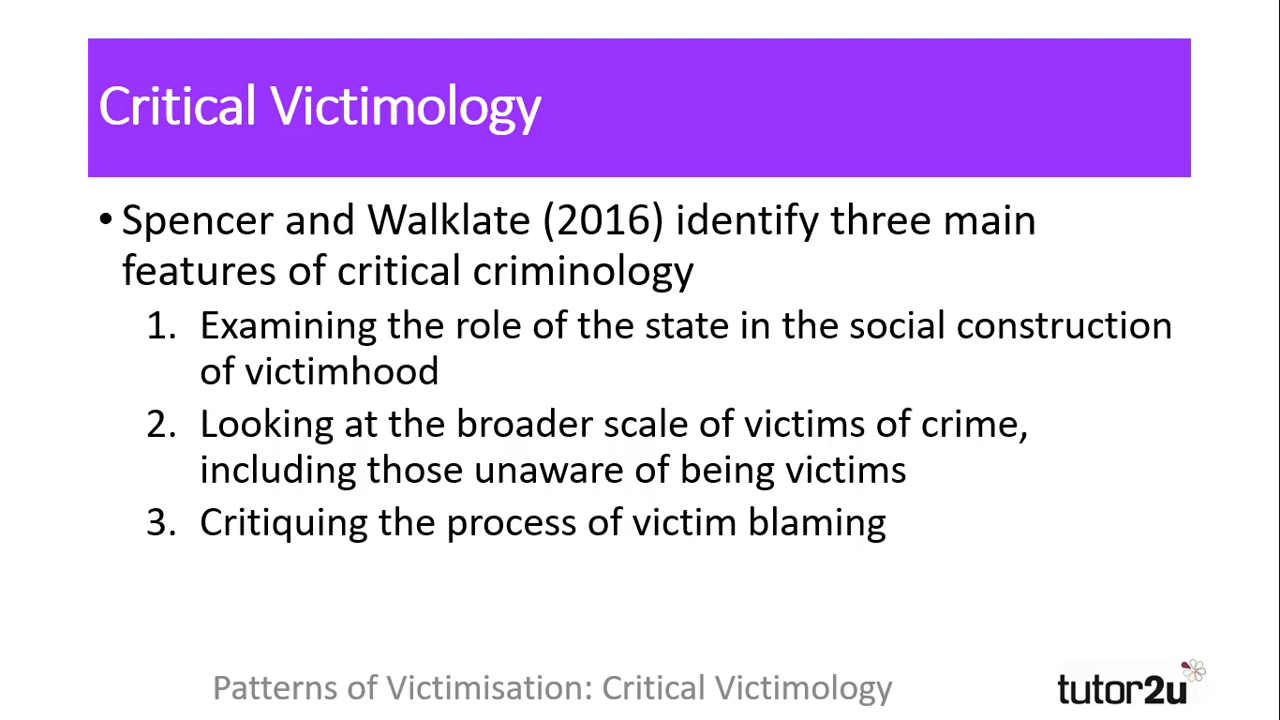 Critical Victimology
• Spencer and Walklate (2016) identify three main
features of critical criminology
1. Examining the role of the state in the social construction
of victimhood
2. Looking at the broader scale of victims of crime,
including those unaware of being victims
3. Critiquing the process of victim blaming
Patterns of Victimisation: Critical Victimology
tutor2u